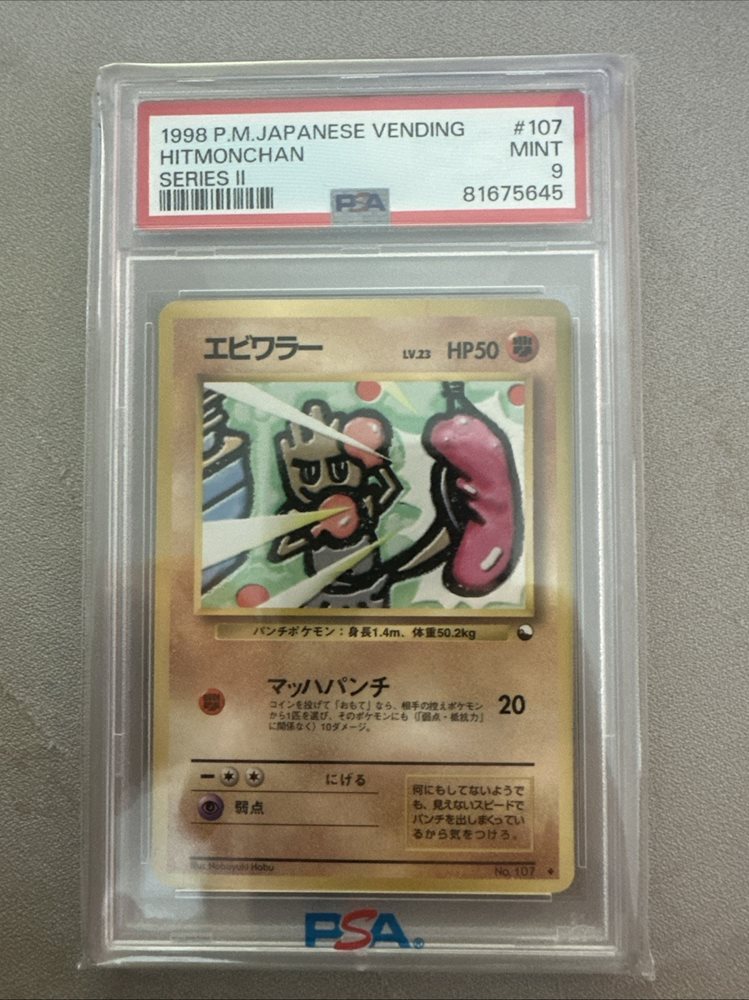 1998 P.M.JAPANESE VENDING #107
HITMONCHAN MINT
SERIES II 9
81675645
PSA
エビワラー LV.23 HP50
パンチポケモン：身長1.4m、体重50.2kg
マッハパンチ 20
コインを投げて「おもて」なら、相手の控えポケモン
から1匹を選び、そのポケモンにも(「弱点・抵抗力」
に関係なく)10ダメージ。
にげる
弱点
何にもしてないようで
も、見えないスピードで
パンチを出しまくってい
るから気をつけろ。
Illus. Nobuyuki Habu No. 107
PSA®